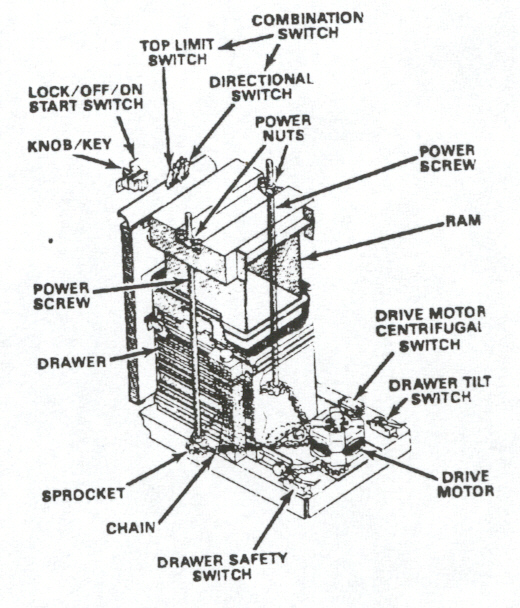 COMBINATION
SWITCH
TOP LIMIT
SWITCH
DIRECTIONAL
SWITCH
LOCK/OFF/ON
START SWITCH
POWER
NUTS
KNOB/KEY
POWER
SCREW
RAM
POWER
SCREW
DRIVE MOTOR
CENTRIFUGAL
SWITCH
DRAWER
DRAWER TILT
SWITCH
SPROCKET
DRIVE
MOTOR
CHAIN
DRAWER SAFETY
SWITCH